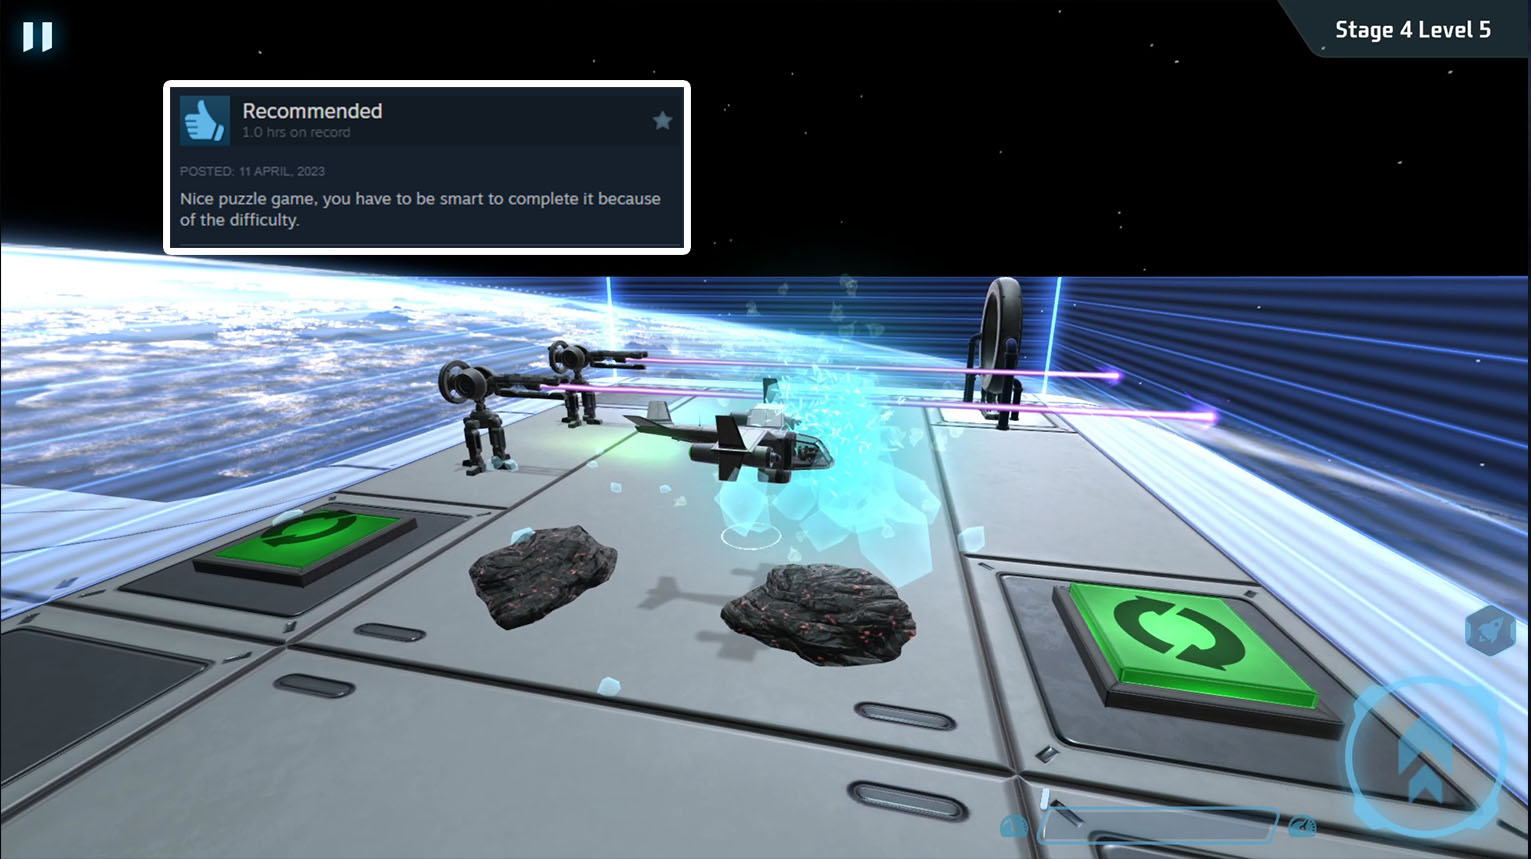 Stage 4 Level 5
Recommended
1.0 hrs on record
POSTED: 11 APRIL, 2023
Nice puzzle game, you have to be smart to complete it because
of the difficulty.